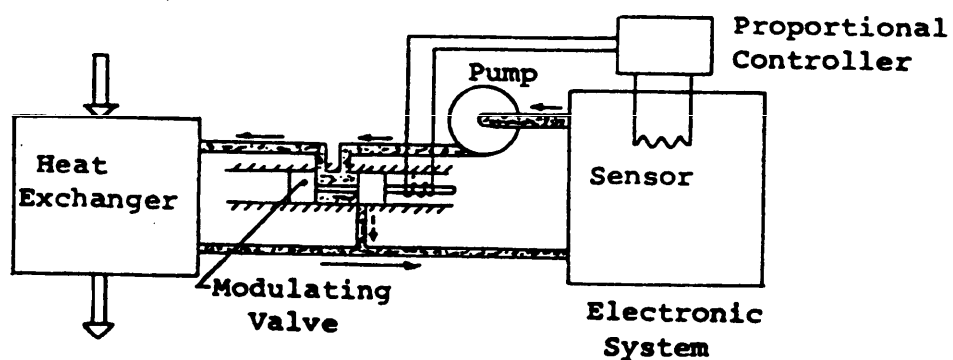 Proportional
Controller
Pump
Heat
Exchanger
Sensor
Modulating
Valve
Electronic
System